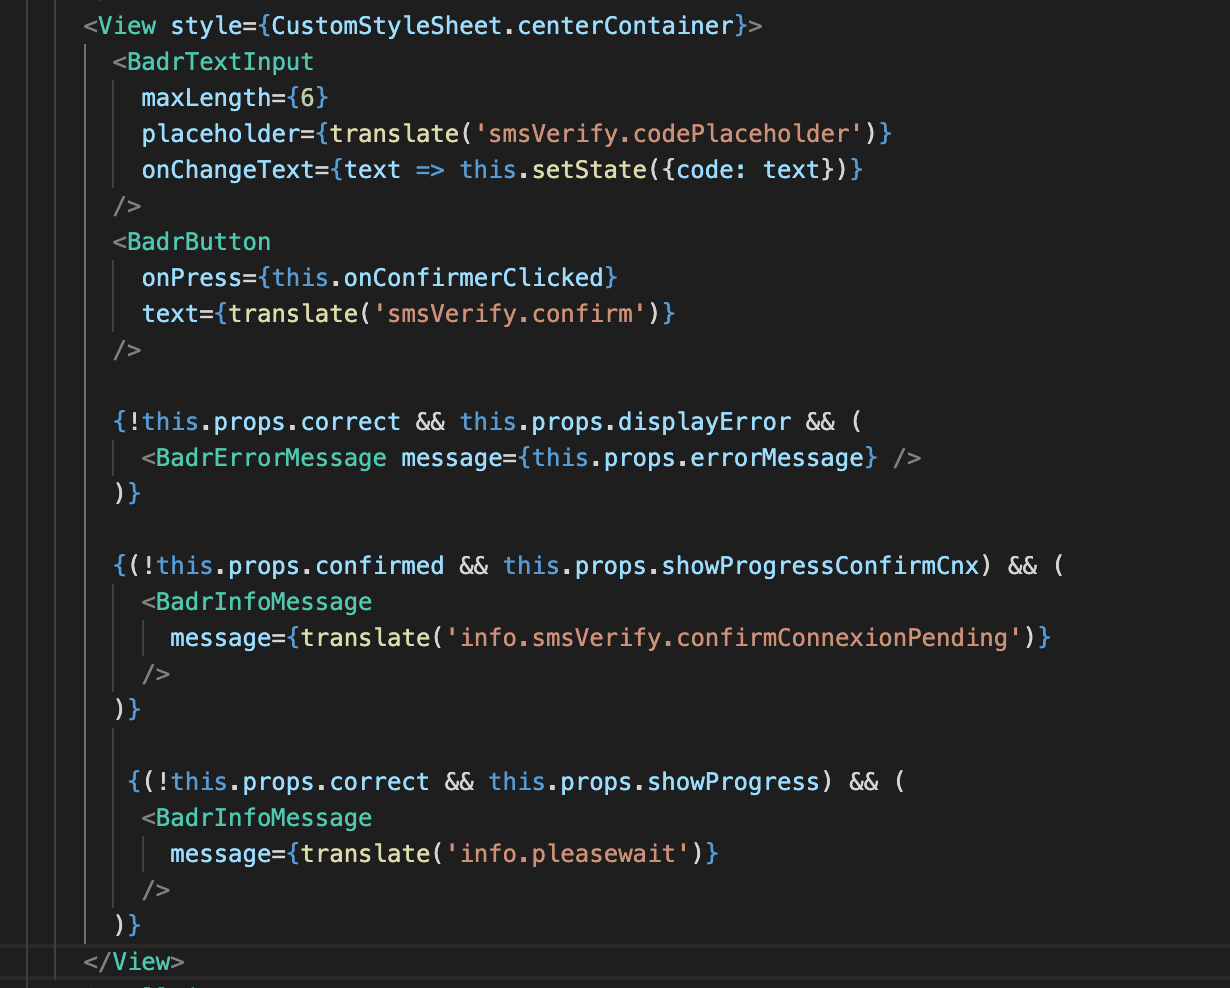 <View style={CustomStyleSheet.centerContainer}>
<BadrTextInput
maxLength={6}
placeholder={translate('smsVerify.codePlaceholder')}
onChangeText={text => this.setState({code: text})}
/>
<BadrButton
onPress={this.onConfirmerClicked}
text={translate('smsVerify.confirm')}
/>
{!this.props.correct && this.props.displayError && (
<BadrErrorMessage message={this.props.errorMessage} />
)}
{(!this.props.confirmed && this.props.showProgressConfirmCnx) && (
<BadrInfoMessage
message={translate('info.smsVerify.confirmConnexionPending')}
/>
)}
{(!this.props.correct && this.props.showProgress) && (
<BadrInfoMessage
message={translate('info.pleasewait')}
/>
)}
</View>